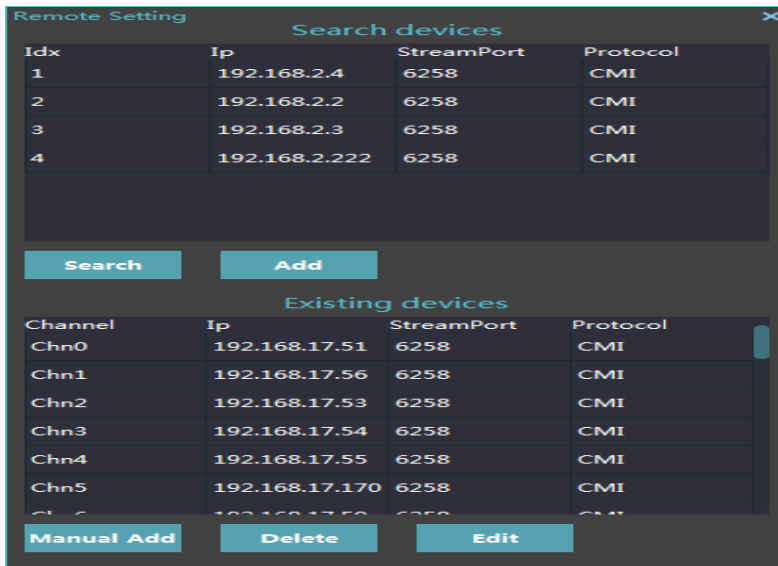 Remote Setting
Search devices
Idx Ip StreamPort Protocol
1 192.168.2.4 6258 CMI
2 192.168.2.2 6258 CMI
3 192.168.2.3 6258 CMI
4 192.168.2.222 6258 CMI
Search Add
Existing devices
Channel Ip StreamPort Protocol
Chn0 192.168.17.51 6258 CMI
Chn1 192.168.17.56 6258 CMI
Chn2 192.168.17.53 6258 CMI
Chn3 192.168.17.54 6258 CMI
Chn4 192.168.17.55 6258 CMI
Chn5 192.168.17.170 6258 CMI
Manual Add Delete Edit